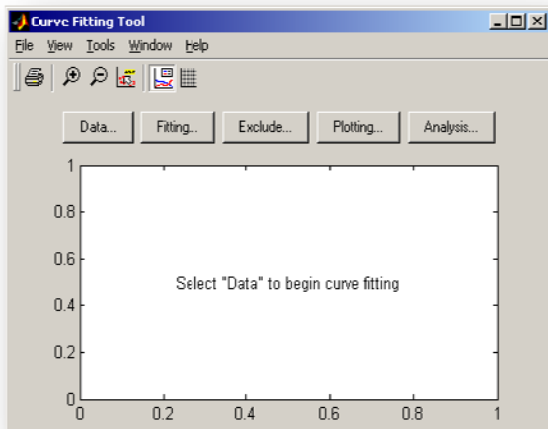 Curve Fitting Tool
File View Tools Window Help
Data... Fitting.. Exclude... Plotting... Analysis...
1
0.8
0.6
Select "Data" to begin curve fitting
0.4
0.2
0
0 0.2 0.4 0.6 0.8 1